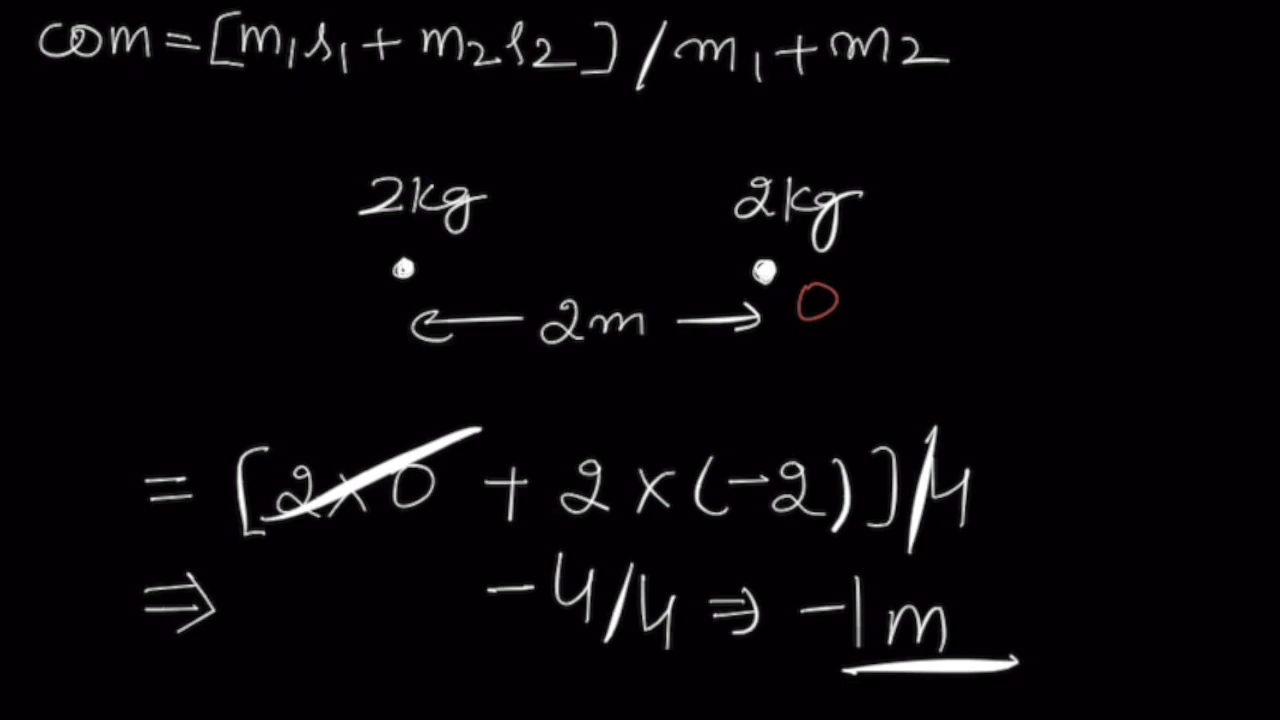 com = [m₁s₁ + m₂s₂] / m₁ + m₂
2kg 2kg
2m O
= [2×0 + 2×(-2)]/4
⇒ -4/4 ⇒ -1m